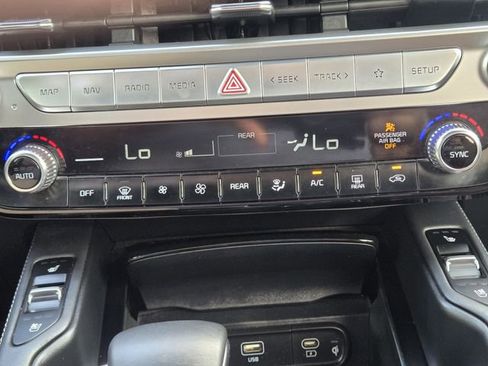 MAP NAV RADIO MEDIA < SEEK TRACK > SETUP
REAR
Lo Lo
PASSENGER
AIR BAG
OFF
AUTO SYNC
OFF FRONT REAR A/C REAR
USB